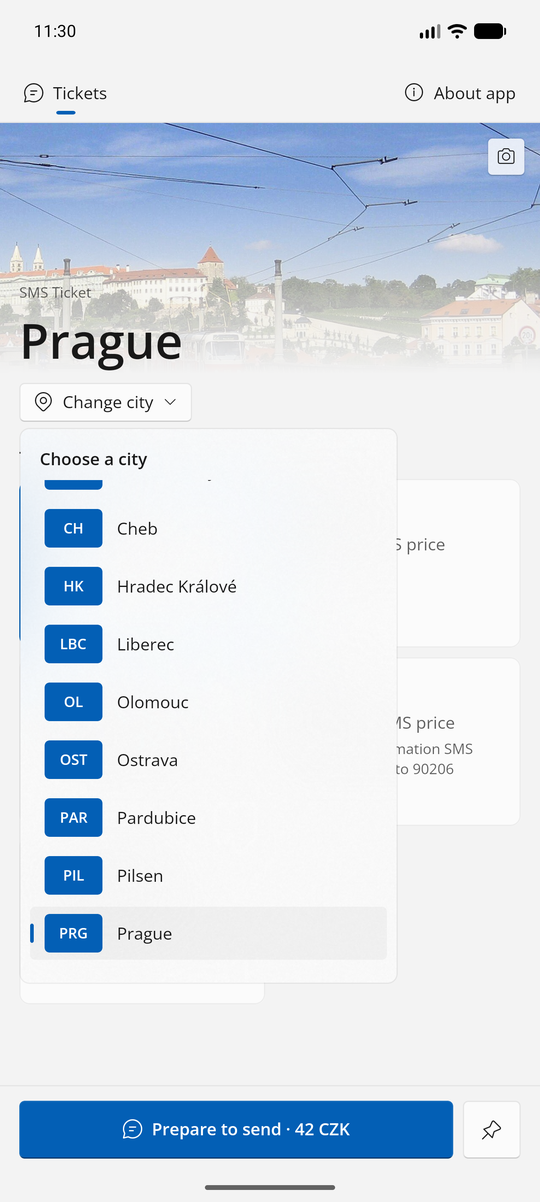 11:30
Tickets
About app
SMS Ticket
Prague
Change city
Choose a city
CH Cheb
HK Hradec Králové
LBC Liberec
OL Olomouc
OST Ostrava
PAR Pardubice
PIL Pilsen
PRG Prague
price
price
SMS
to 90206
Prepare to send · 42 CZK